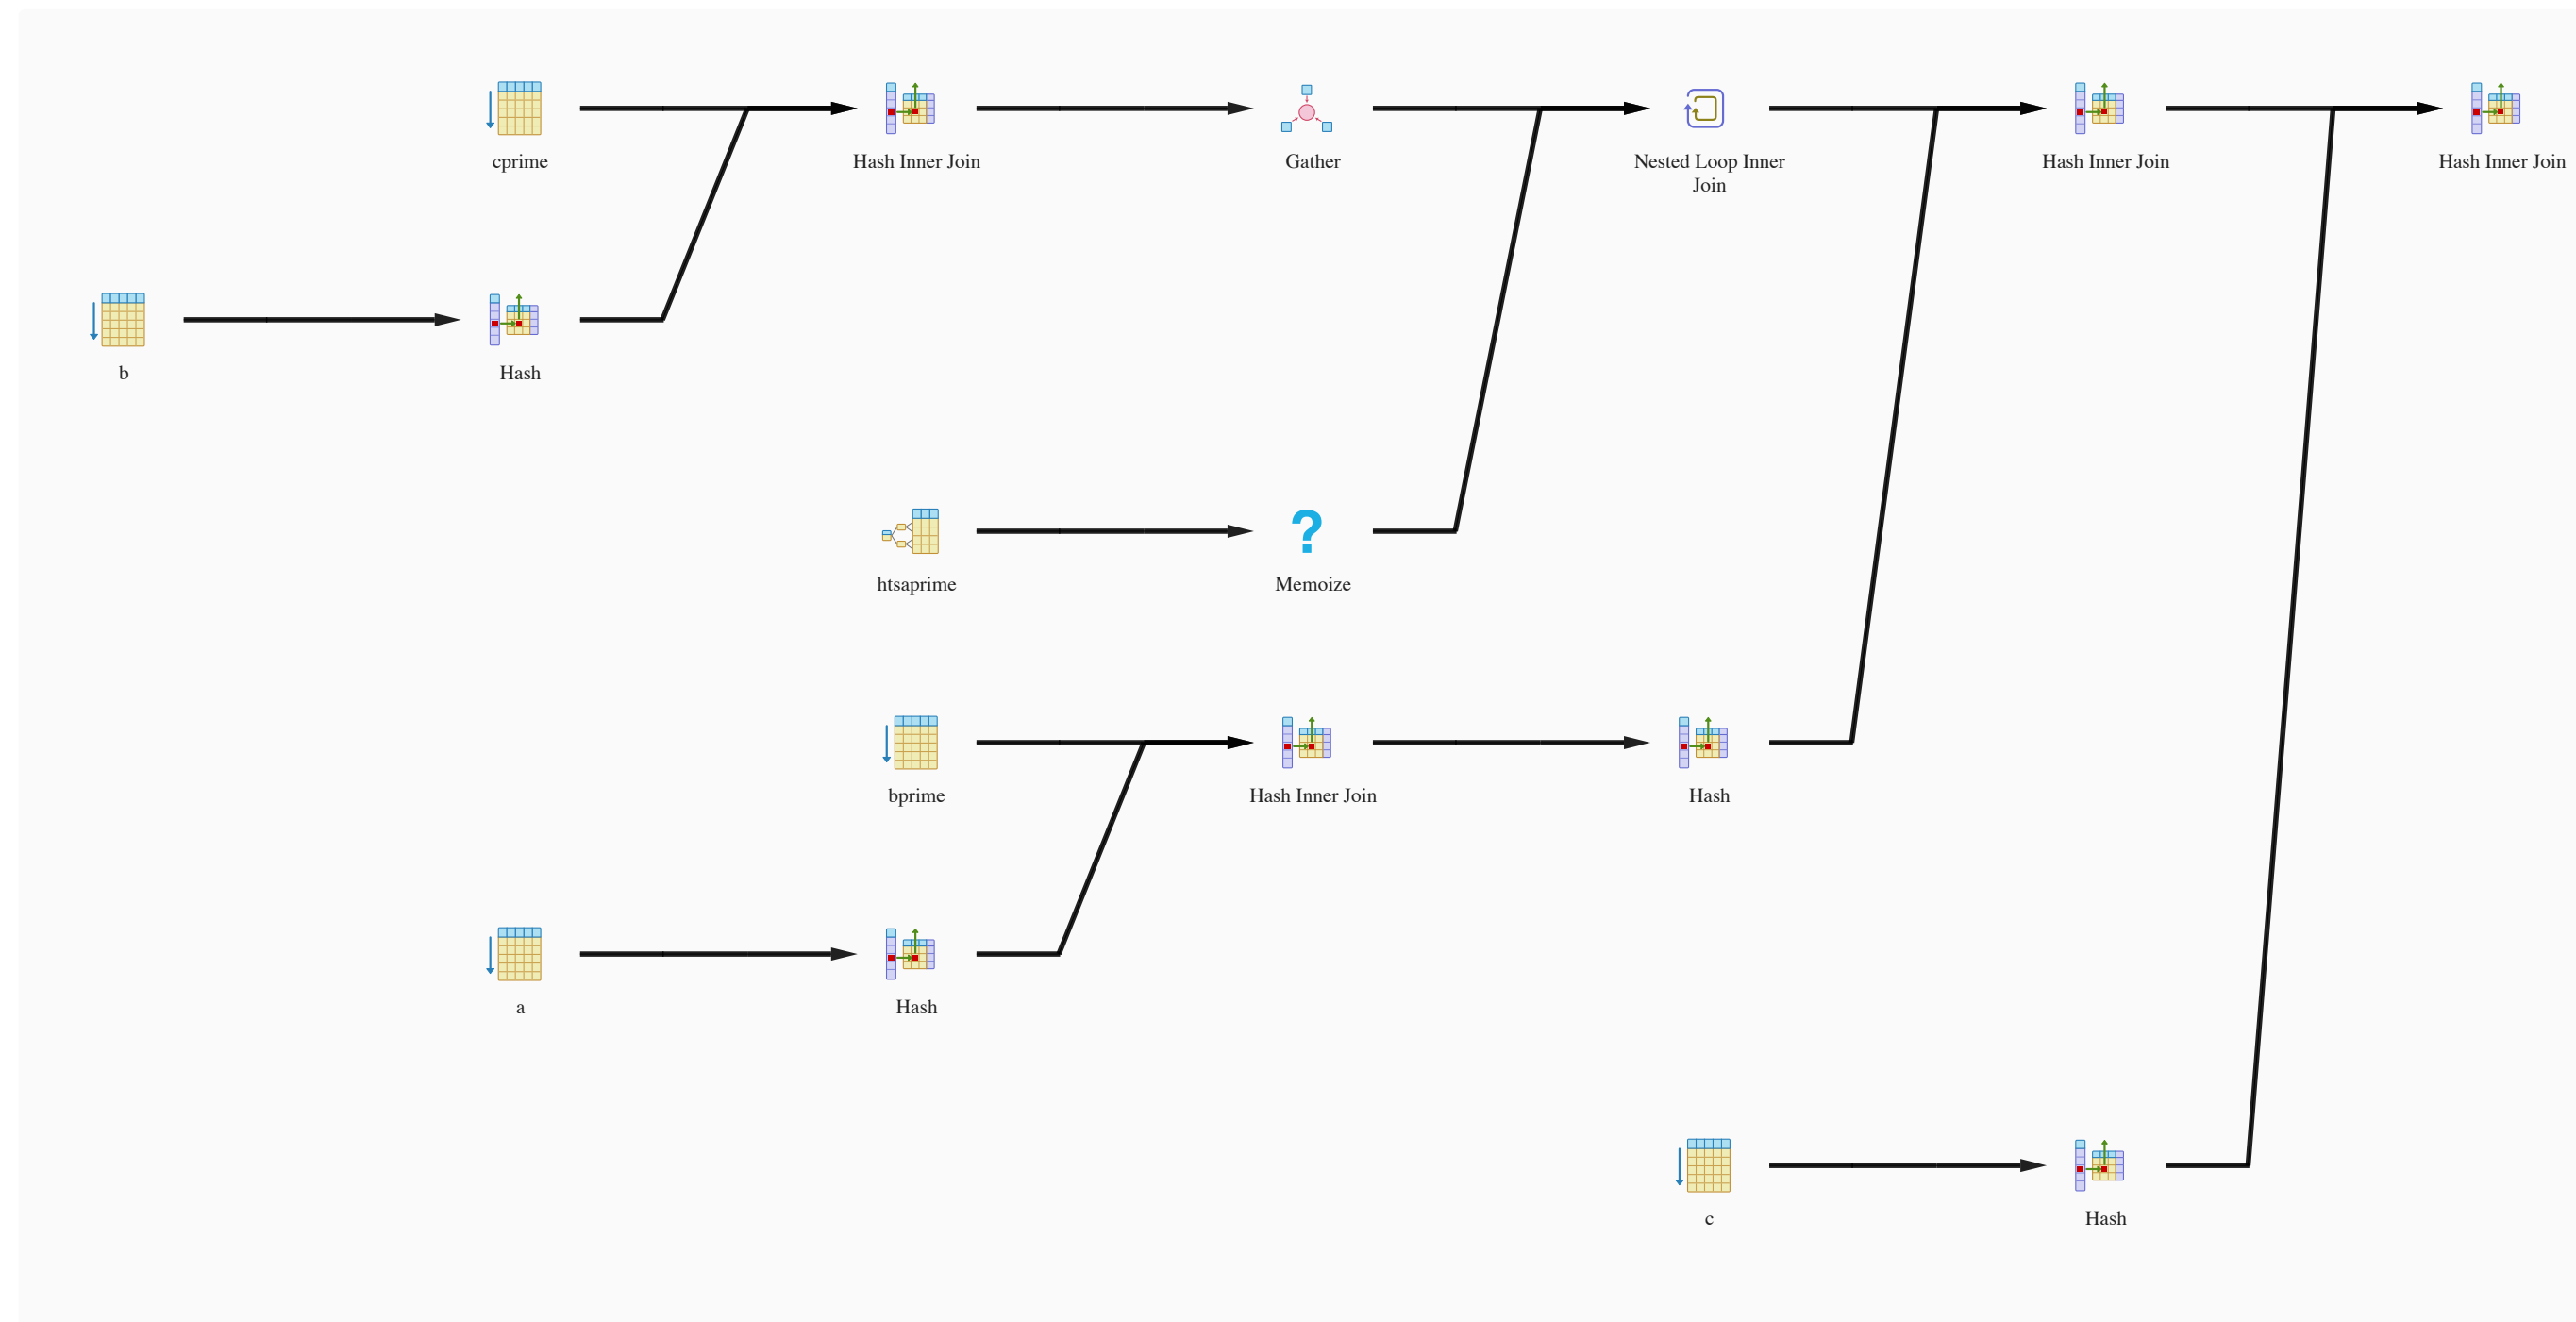 cprime
Hash Inner Join
Gather
Nested Loop Inner
Join
Hash Inner Join
Hash Inner Join
b
Hash
htsaprime
?
Memoize
bprime
Hash Inner Join
Hash
a
Hash
c
Hash